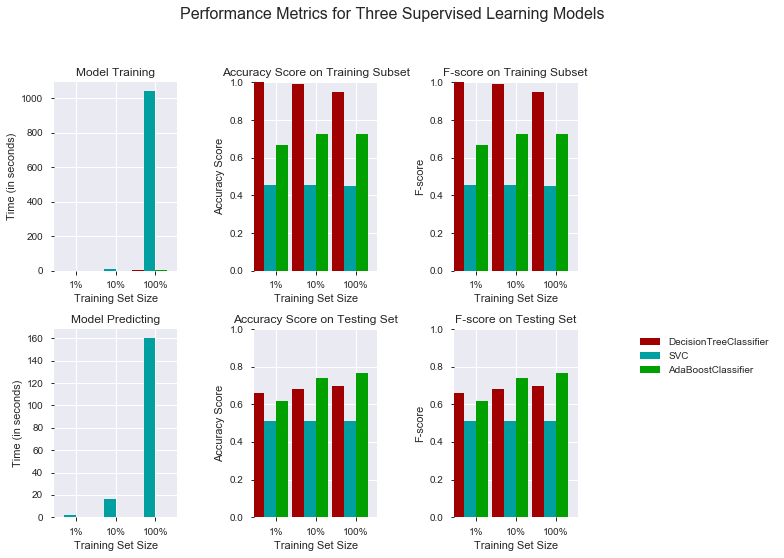 Performance Metrics for Three Supervised Learning Models
Model Training
Time (in seconds)
1000
800
600
400
200
0
1% 10% 100%
Training Set Size
Accuracy Score on Training Subset
Accuracy Score
1.0
0.8
0.6
0.4
0.2
0.0
1% 10% 100%
Training Set Size
F-score on Training Subset
F-score
1.0
0.8
0.6
0.4
0.2
0.0
1% 10% 100%
Training Set Size
Model Predicting
Time (in seconds)
160
140
120
100
80
60
40
20
0
1% 10% 100%
Training Set Size
Accuracy Score on Testing Set
Accuracy Score
1.0
0.8
0.6
0.4
0.2
0.0
1% 10% 100%
Training Set Size
F-score on Testing Set
F-score
1.0
0.8
0.6
0.4
0.2
0.0
1% 10% 100%
Training Set Size
DecisionTreeClassifier
SVC
AdaBoostClassifier